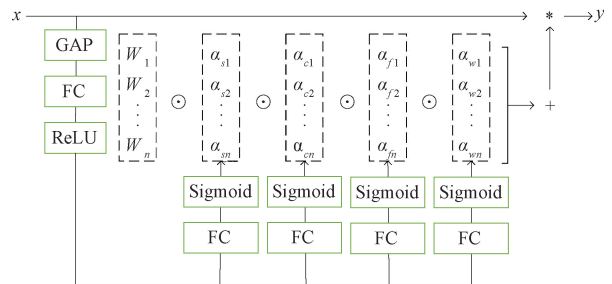 x * y
GAP
FC
ReLU
W1 ⊙ αs1 ⊙ αc1 ⊙ αf1 ⊙ αw1
W2 αs2 αc2 αf2 αw2 +
⋮ ⋮ ⋮ ⋮ ⋮
Wn αsn αcn αfn αwn
Sigmoid Sigmoid Sigmoid Sigmoid
FC FC FC FC